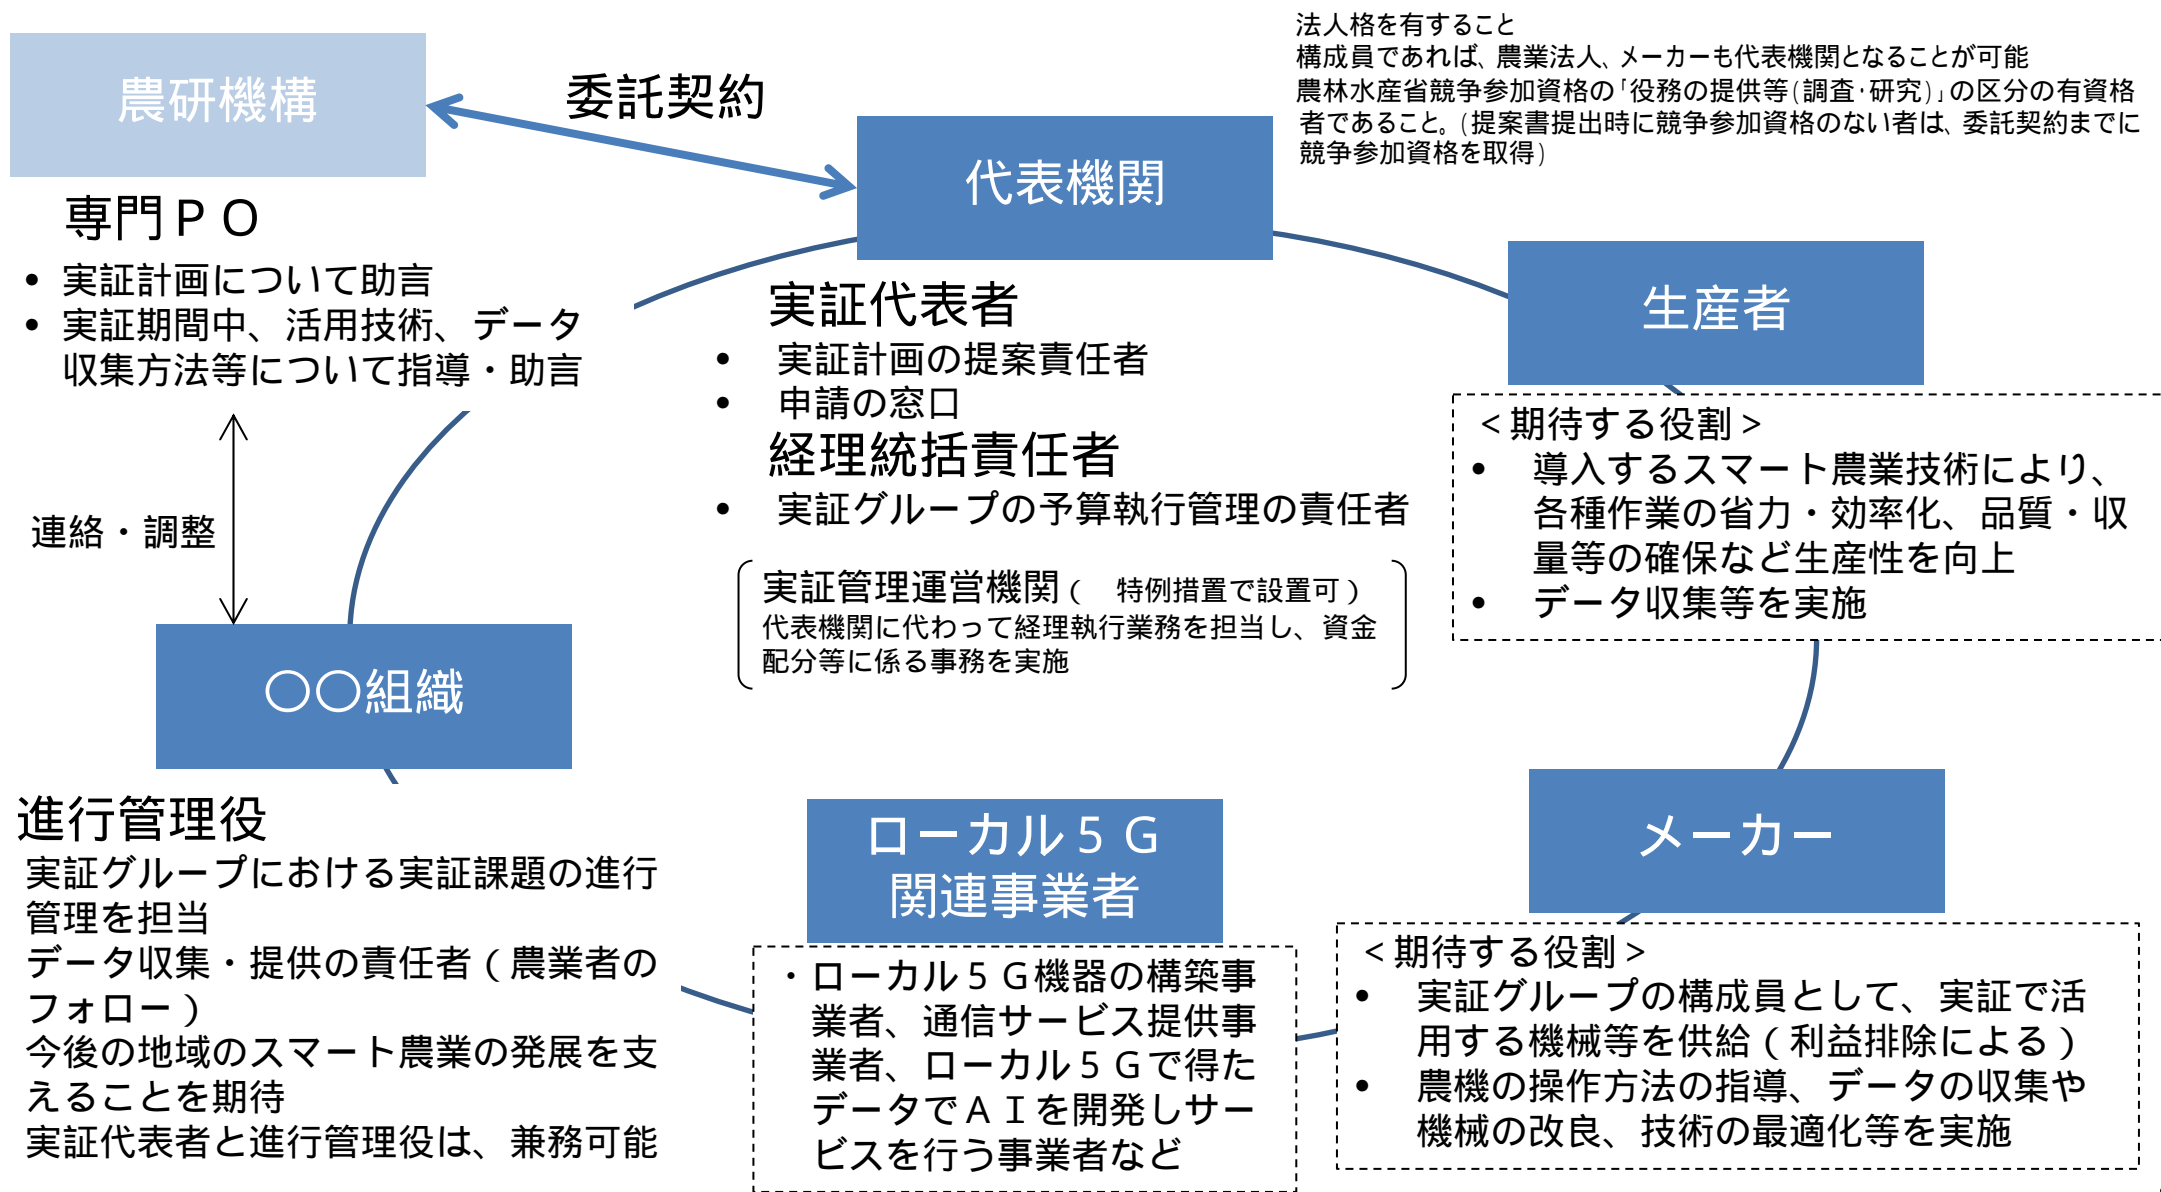 農研機構
委託契約
法人格を有すること
構成員であれば、農業法人、メーカーも代表機関となることが可能
農林水産省競争参加資格の「役務の提供等(調査・研究)」の区分の有資格
者であること。(提案書提出時に競争参加資格のない者は、委託契約までに
競争参加資格を取得)
代表機関
専門PO
• 実証計画について助言
• 実証期間中、活用技術、データ
収集方法等について指導・助言
連絡・調整
実証代表者
• 実証計画の提案責任者
• 申請の窓口
経理統括責任者
• 実証グループの予算執行管理の責任者
実証管理運営機関( 特例措置で設置可)
代表機関に代わって経理執行業務を担当し、資金
配分等に係る事務を実施
生産者
<期待する役割>
• 導入するスマート農業技術により、
各種作業の省力・効率化、品質・収
量等の確保など生産性を向上
• データ収集等を実施
〇〇組織
進行管理役
実証グループにおける実証課題の進行
管理を担当
データ収集・提供の責任者(農業者の
フォロー)
今後の地域のスマート農業の発展を支
えることを期待
実証代表者と進行管理役は、兼務可能
ローカル5G
関連事業者
・ローカル5G機器の構築事
業者、通信サービス提供事
業者、ローカル5Gで得た
データでAIを開発しサー
ビスを行う事業者など
メーカー
<期待する役割>
• 実証グループの構成員として、実証で活
用する機械等を供給(利益排除による)
• 農機の操作方法の指導、データの収集や
機械の改良、技術の最適化等を実施